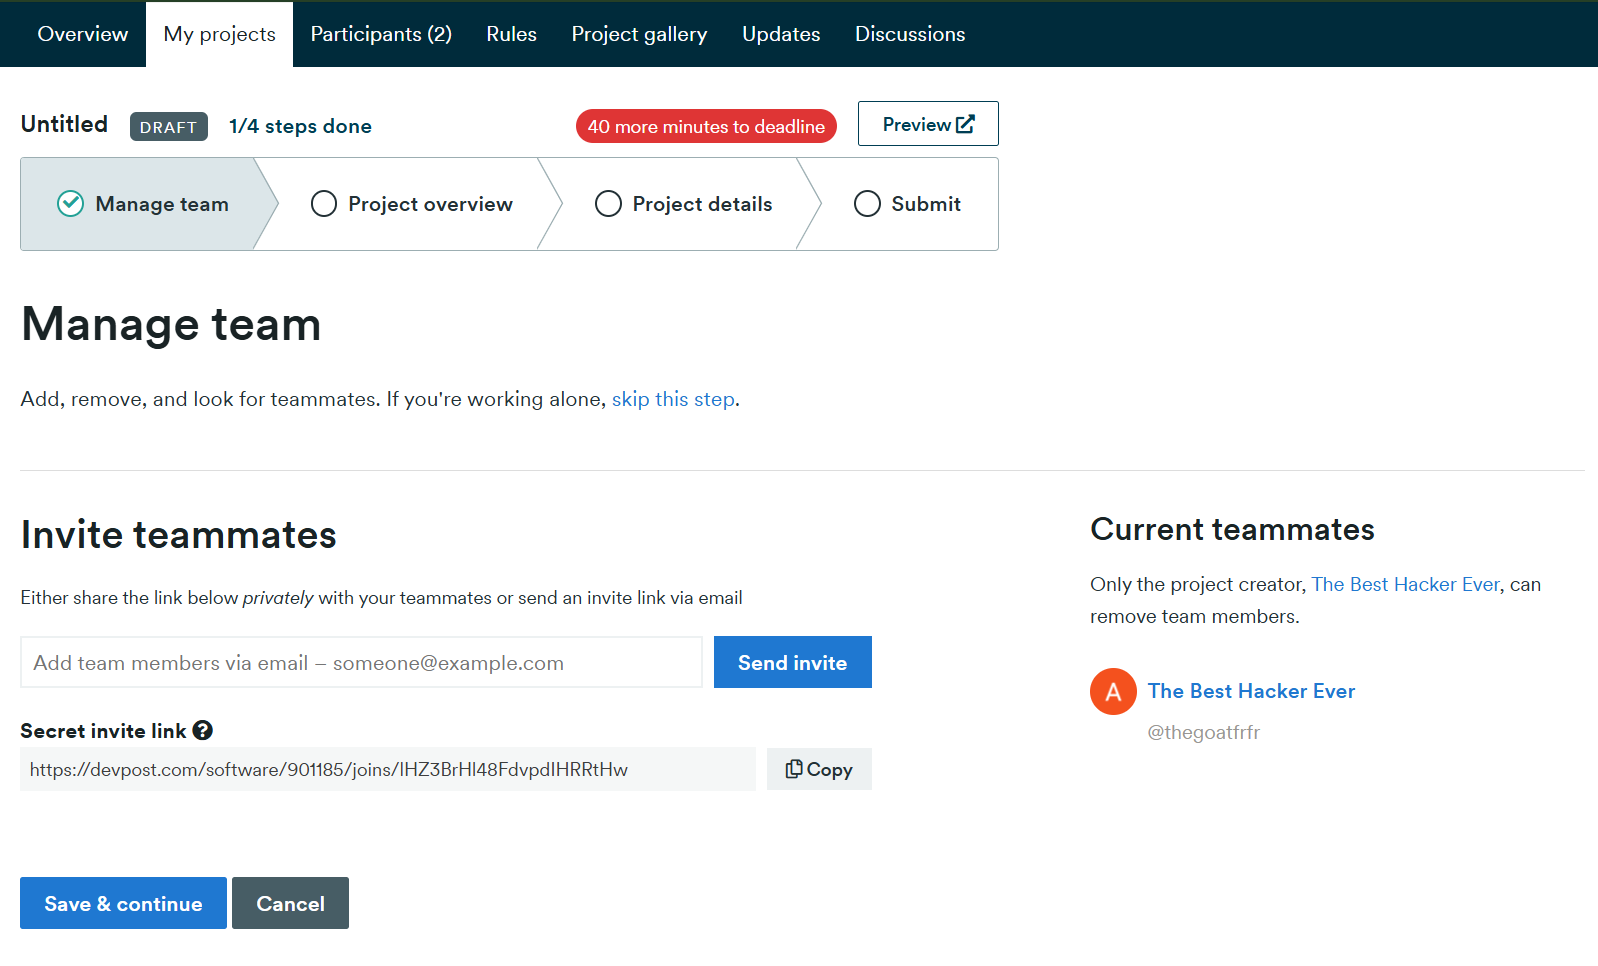 Overview My projects Participants (2) Rules Project gallery Updates Discussions
Untitled DRAFT 1/4 steps done 40 more minutes to deadline Preview
Manage team Project overview Project details Submit
Manage team
Add, remove, and look for teammates. If you're working alone, skip this step.
Invite teammates
Either share the link below privately with your teammates or send an invite link via email
Add team members via email – someone@example.com Send invite
Secret invite link
https://devpost.com/software/901185/joins/lHZ3BrHl48FdvpdIHRRtHw Copy
Save & continue Cancel
Current teammates
Only the project creator, The Best Hacker Ever, can
remove team members.
A The Best Hacker Ever
@thegoatfrfr